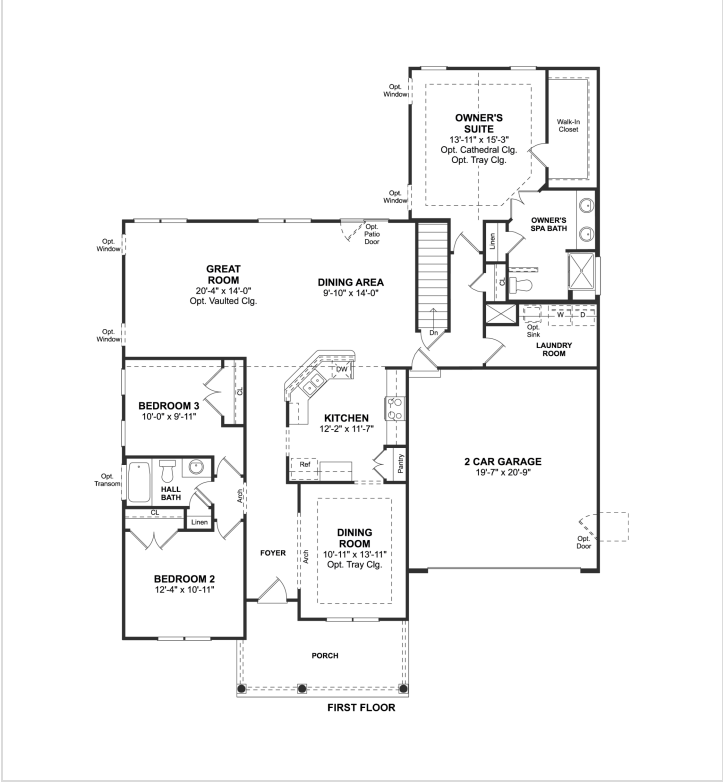 Opt.
Window
OWNER'S
SUITE
13'-11" x 15'-3"
Opt. Cathedral Clg.
Opt. Tray Clg.
Walk-In
Closet
Opt.
Window
OWNER'S
SPA BATH
Linen
Opt.
Patio
Door
Opt.
Window
GREAT
ROOM
20'-4" x 14'-0"
Opt. Vaulted Clg.
DINING AREA
9'-10" x 14'-0"
CL
Opt.
Window
Dn
W
D
Opt.
Sink
LAUNDRY
ROOM
DW
CL
BEDROOM 3
10'-0" x 9'-11"
KITCHEN
12'-2" x 11'-7"
Ref
Pantry
2 CAR GARAGE
19'-7" x 20'-9"
Opt.
Transom
HALL
BATH
Arch
CL
Linen
DINING
ROOM
10'-11" x 13'-11"
Opt. Tray Clg.
Arch
FOYER
Opt.
Door
BEDROOM 2
12'-4" x 10'-11"
PORCH
FIRST FLOOR